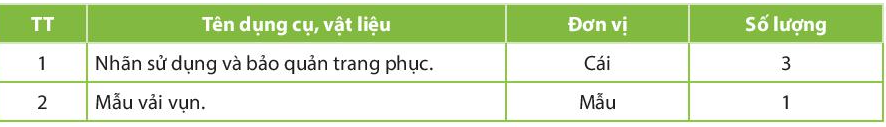 TT Tên dụng cụ, vật liệu Đơn vị Số lượng
1 Nhãn sử dụng và bảo quản trang phục. Cái 3
2 Mẫu vải vụn. Mẫu 1